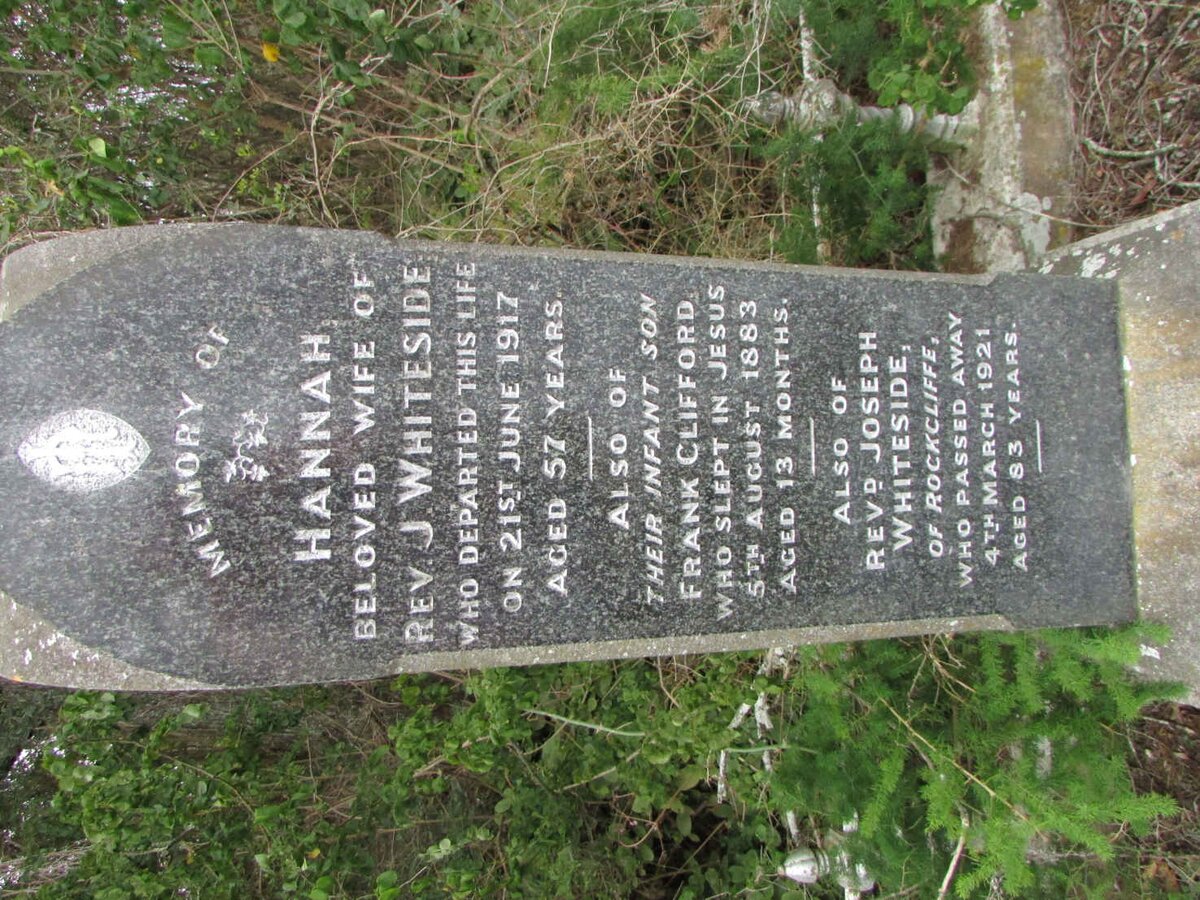 MEMORY OF
HANNAH
BELOVED WIFE OF
REV. J. WHITESIDE
WHO DEPARTED THIS LIFE
ON 21ST JUNE 1917
AGED 57 YEARS.
ALSO OF
THEIR INFANT SON
FRANK CLIFFORD
WHO SLEPT IN JESUS
5TH AUGUST 1883
AGED 13 MONTHS.
ALSO OF
REVD JOSEPH
WHITESIDE,
OF ROCKCLIFFE,
WHO PASSED AWAY
4TH MARCH 1921
AGED 83 YEARS.